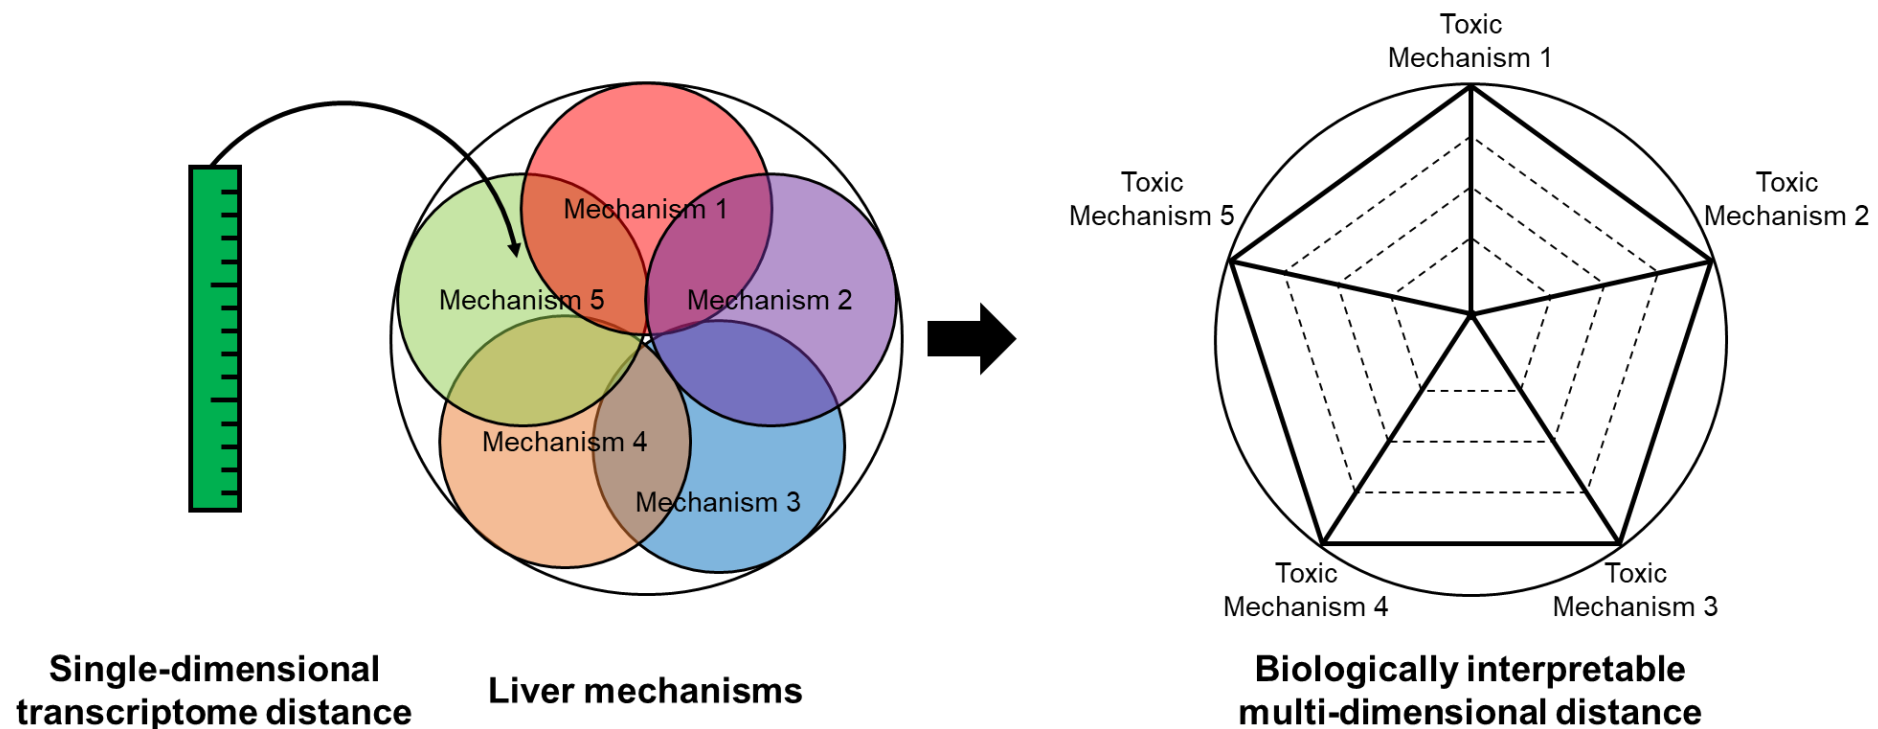 Mechanism 1
Mechanism 5
Mechanism 2
Mechanism 4
Mechanism 3
Single-dimensional
transcriptome distance
Liver mechanisms
Toxic
Mechanism 1
Toxic
Mechanism 5
Toxic
Mechanism 2
Toxic
Mechanism 4
Toxic
Mechanism 3
Biologically interpretable
multi-dimensional distance